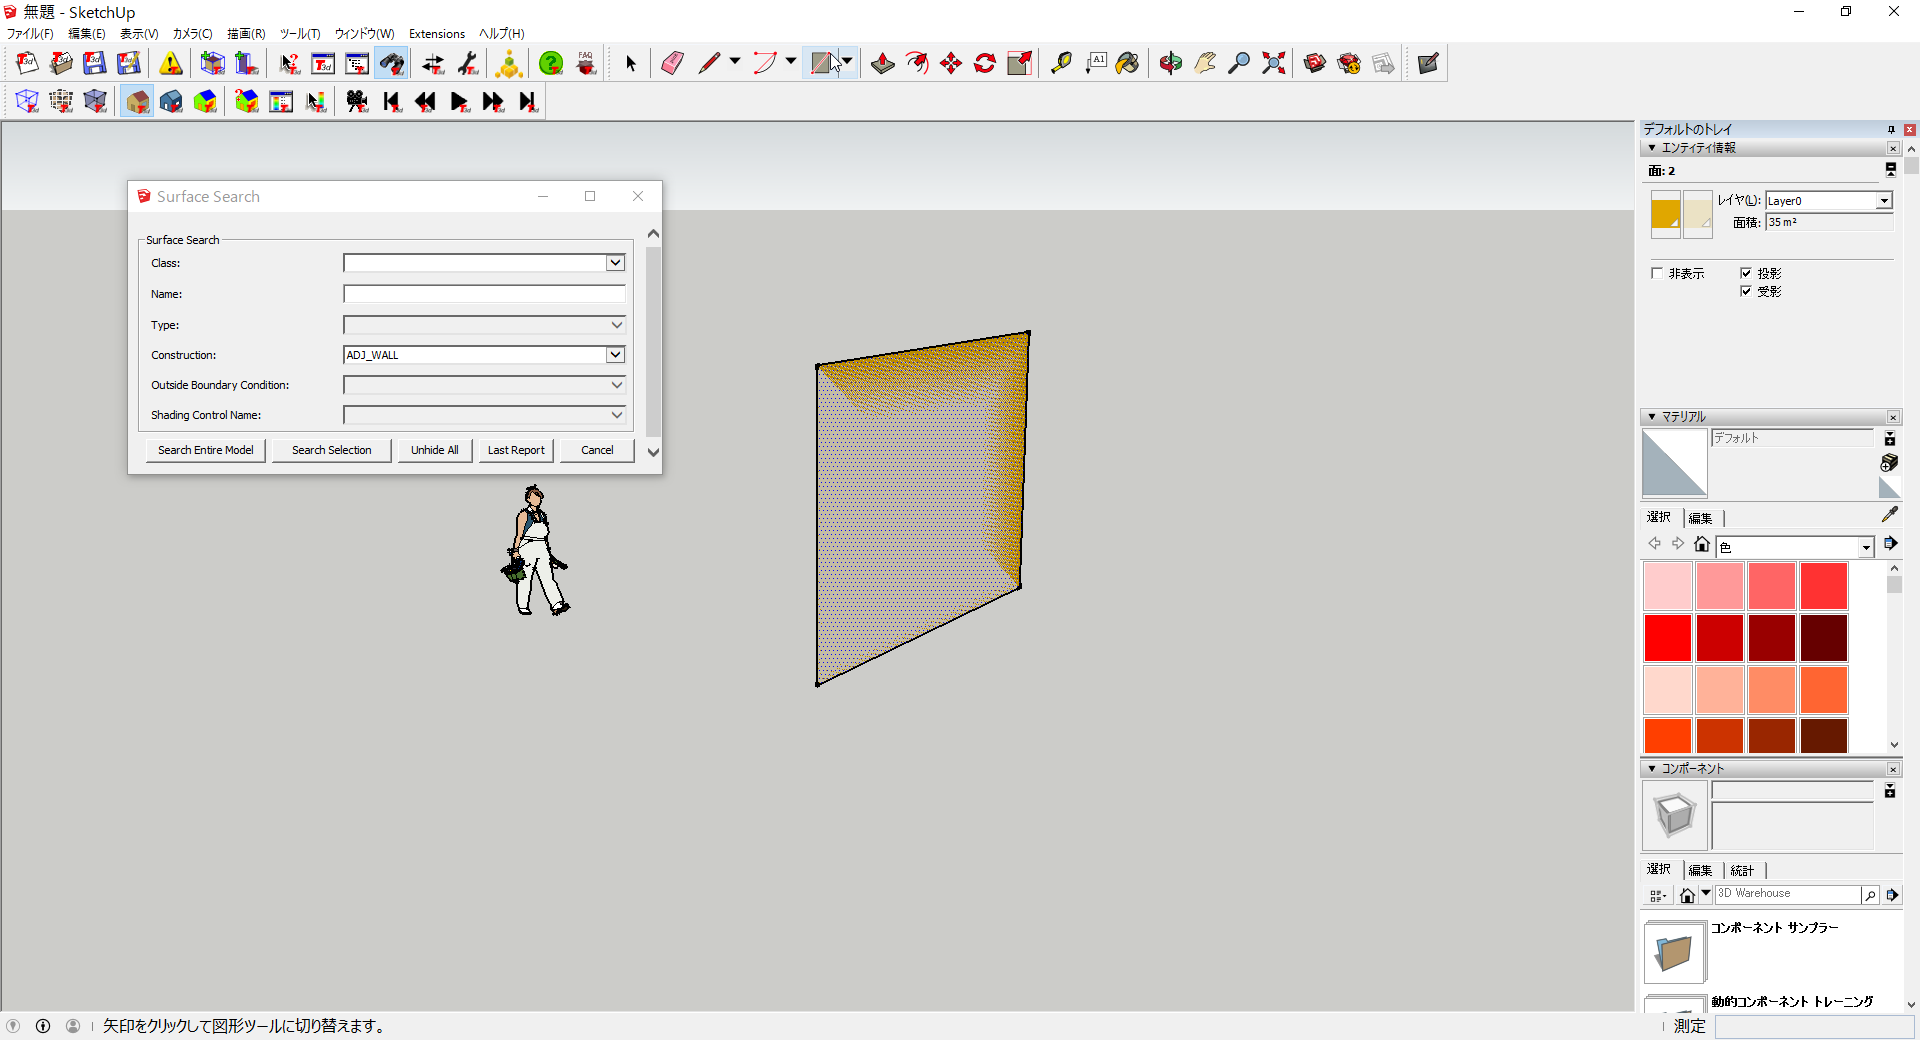 無題 - SketchUp
ファイル(F) 編集(E) 表示(V) カメラ(C) 描画(R) ツール(T) ウィンドウ(W) Extensions ヘルプ(H)
デフォルトのトレイ
エンティティ情報
面: 2
レイヤ(L): Layer0
面積: 35 m²
非表示 投影
受影
Surface Search
Surface Search
Class:
Name:
Type:
Construction: ADJ_WALL
Outside Boundary Condition:
Shading Control Name:
Search Entire Model Search Selection Unhide All Last Report Cancel
マテリアル
デフォルト
選択 編集
色
コンポーネント
選択 編集 統計
3D Warehouse
コンポーネント サンプラー
動的コンポーネント トレーニング
矢印をクリックして図形ツールに切り替えます。
測定